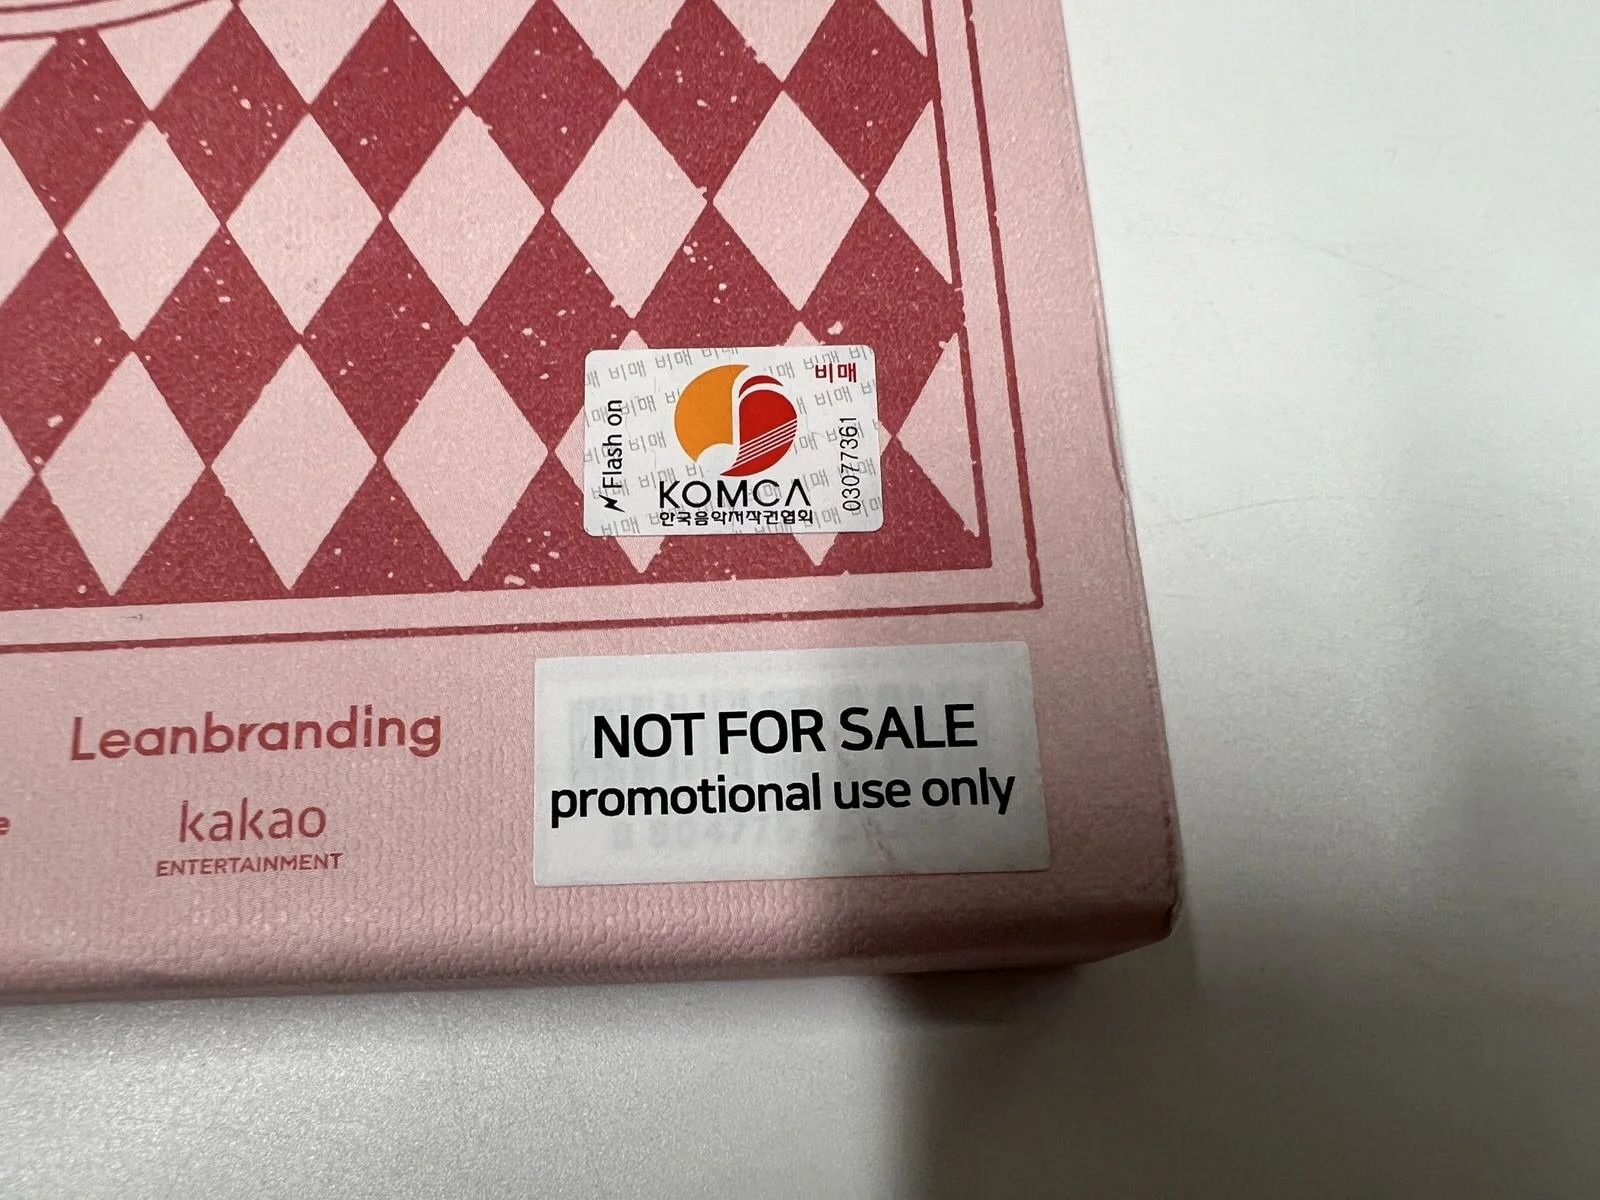 비매
Flash on
03077361
KOMCA
한국음악저작권협회
Leanbranding
kakao
ENTERTAINMENT
NOT FOR SALE
promotional use only